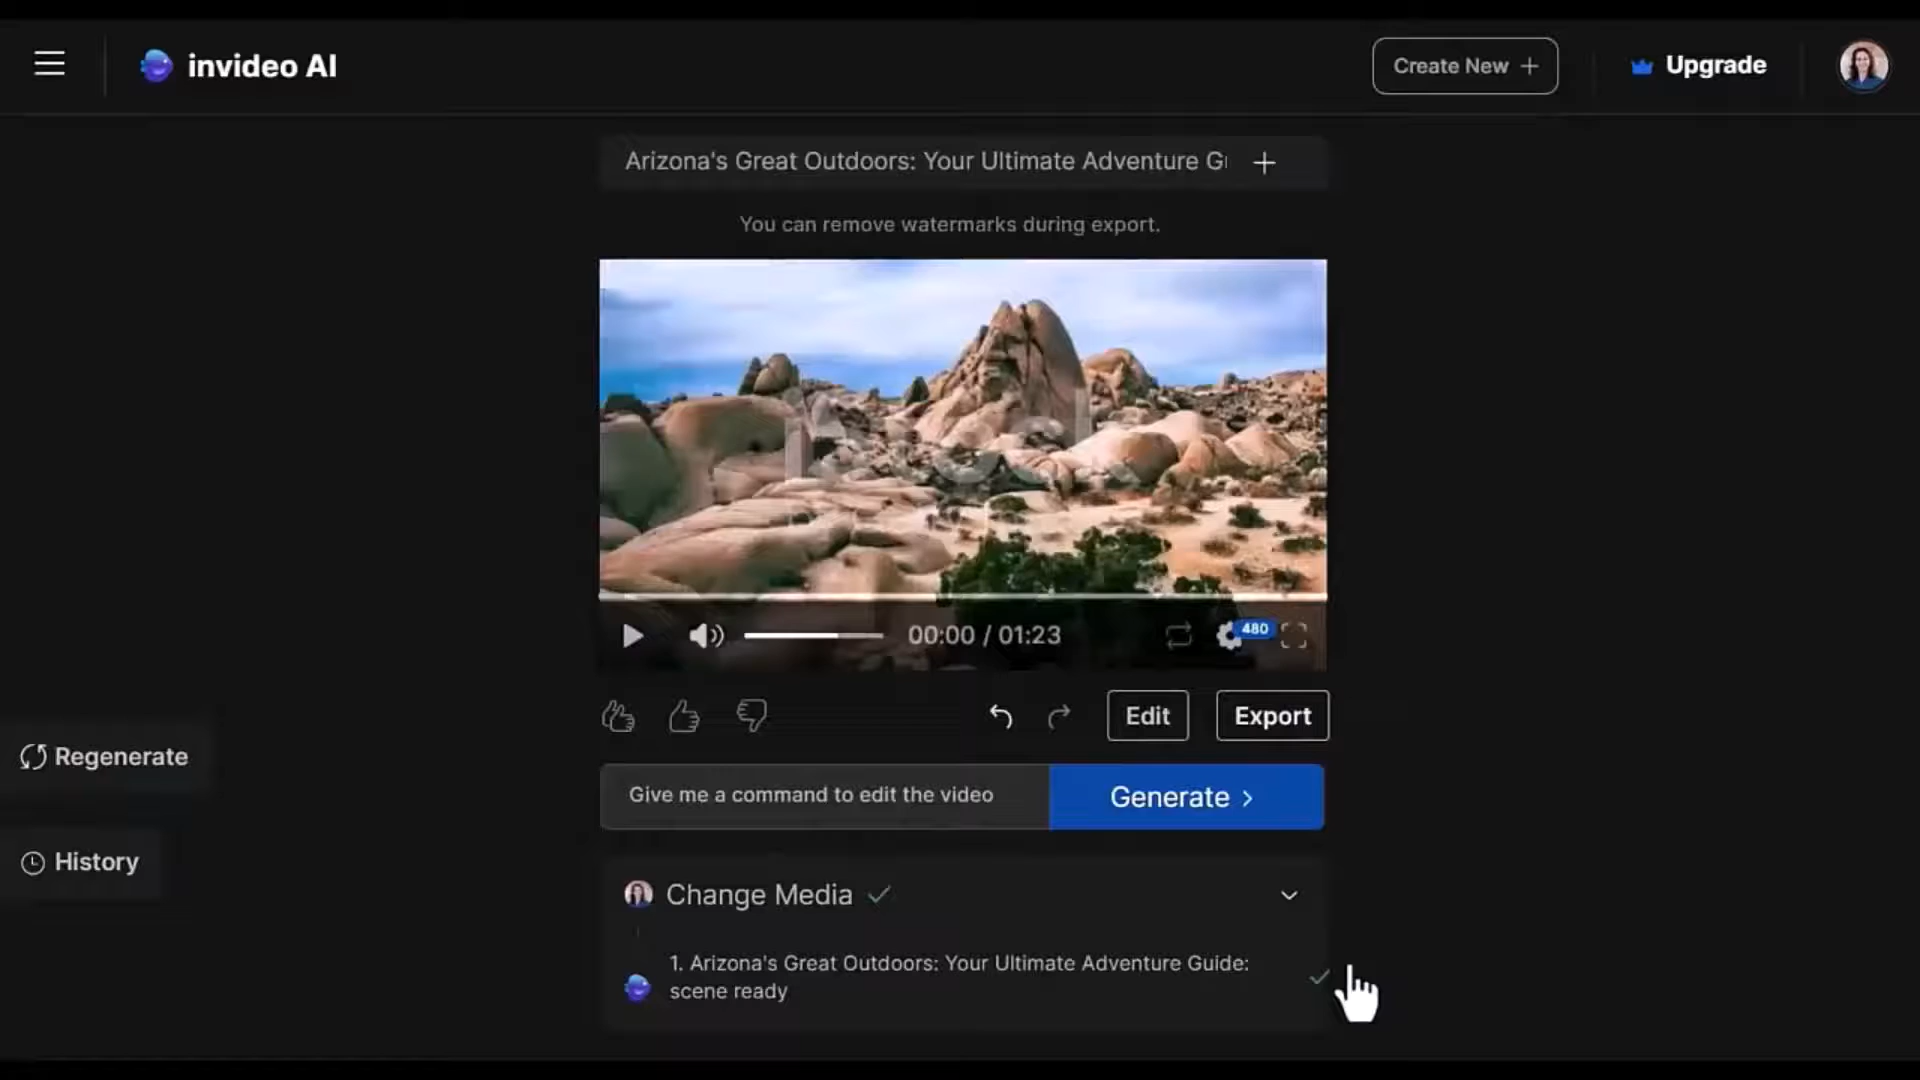 invideo AI
Create New +
Upgrade
Arizona's Great Outdoors: Your Ultimate Adventure G
You can remove watermarks during export.
iStock
00:00 / 01:23
480
Edit
Export
Regenerate
Give me a command to edit the video
Generate >
History
Change Media
1. Arizona's Great Outdoors: Your Ultimate Adventure Guide:
scene ready